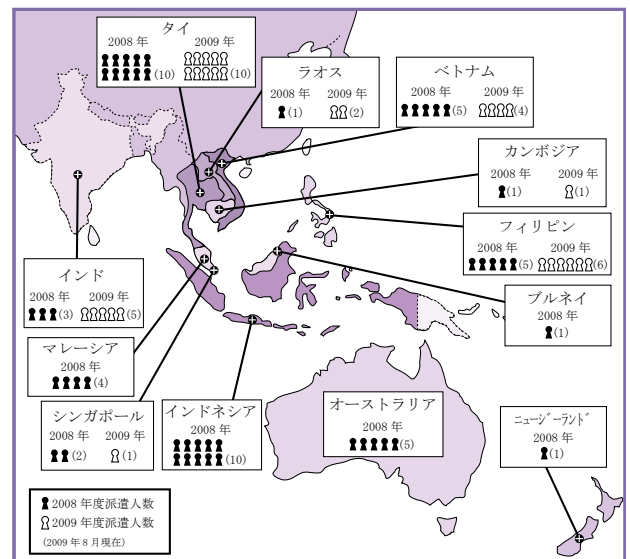 タイ
2008 年 2009 年
(10) (10)
ラオス
2008 年 2009 年
(1) (2)
ベトナム
2008 年 2009 年
(5) (4)
カンボジア
2008 年 2009 年
(1) (1)
フィリピン
2008 年 2009 年
(5) (6)
ブルネイ
2008 年
(1)
インド
2008 年 2009 年
(3) (5)
マレーシア
2008 年
(4)
シンガポール
2008 年 2009 年
(2) (1)
インドネシア
2008 年
(10)
オーストラリア
2008 年
(5)
ニュージーランド
2008 年
(1)
2008 年度派遣人数
2009 年度派遣人数
(2009 年 8 月現在)